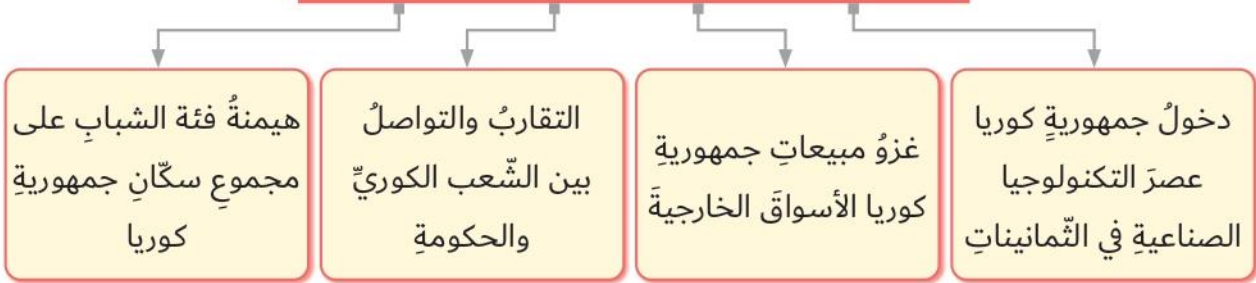 دخولُ جمهوريةِ كوريا
عصرَ التكنولوجيا
الصناعيةِ في الثّمانيناتِ
غزوُ مبيعاتِ جمهوريةِ
كوريا الأسواقَ الخارجيةَ
التقاربُ والتواصلُ
بين الشّعب الكوريِّ
والحكومةِ
هيمنةُ فئة الشبابِ على
مجموعِ سكّانِ جمهوريةِ
كوريا